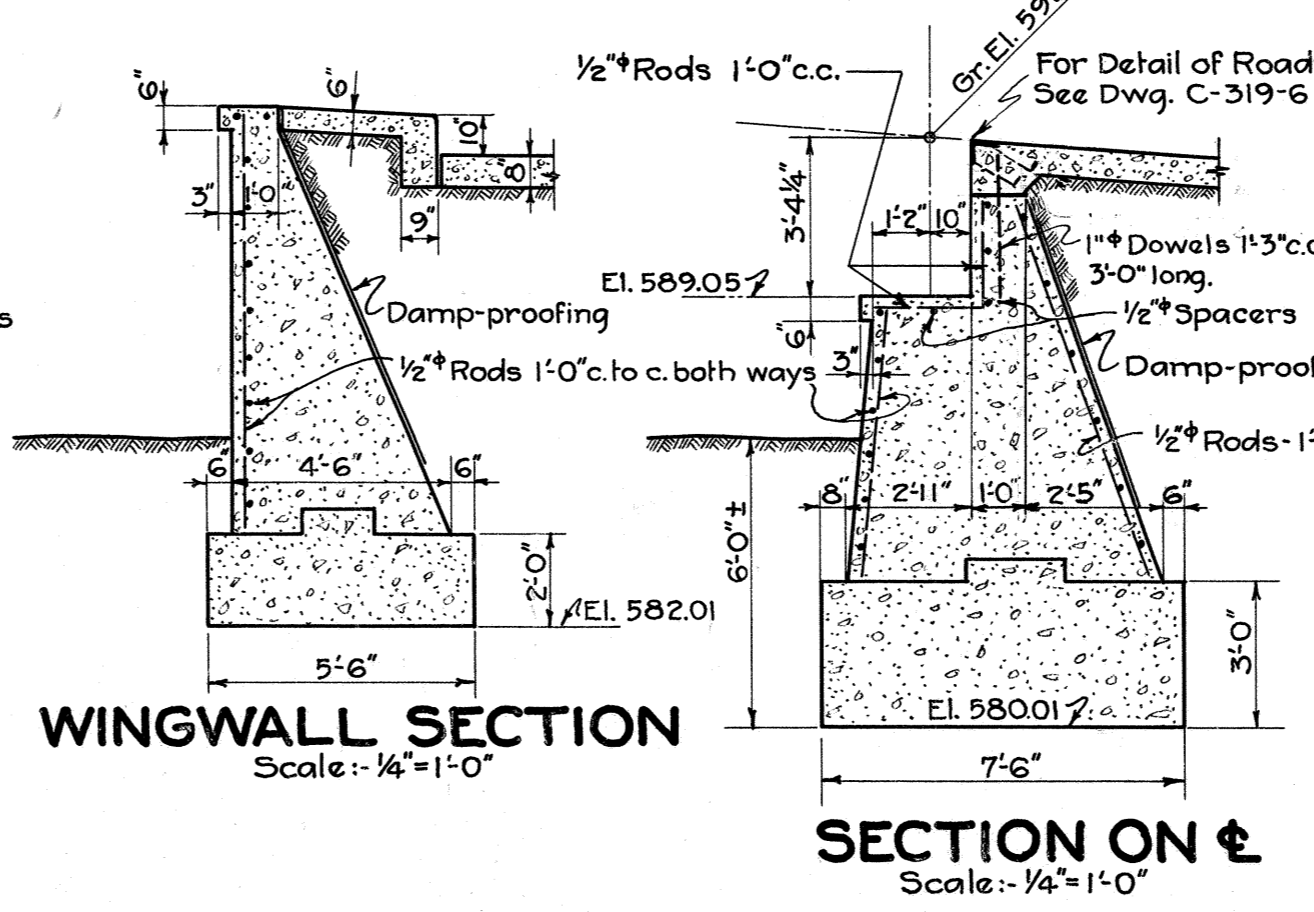 ½"ᶲ Rods 1'-0" c.c.
Gr. El.
For Detail of Road
See Dwg. C-319-6
6"
6"
10"
8"
3"
1'-0"
9"
3'-4¼"
1'-2"
10"
El. 589.05
1"ᶲ Dowels 1'-3" c.c.
3'-0" long.
½"ᶲ Spacers
Damp-proofing
6"
3"
½"ᶲ Rods 1'-0" c. to c. both ways
½"ᶲ Rods - 1'-
6"
4'-6"
6"
8"
2'-11"
1'-0"
2'-5"
6"
6'-0" ±
2'-0"
El. 582.01
3'-0"
El. 580.01
5'-6"
7'-6"
WINGWALL SECTION
Scale:- ¼" = 1'-0"
SECTION ON ℄
Scale:- ¼" = 1'-0"